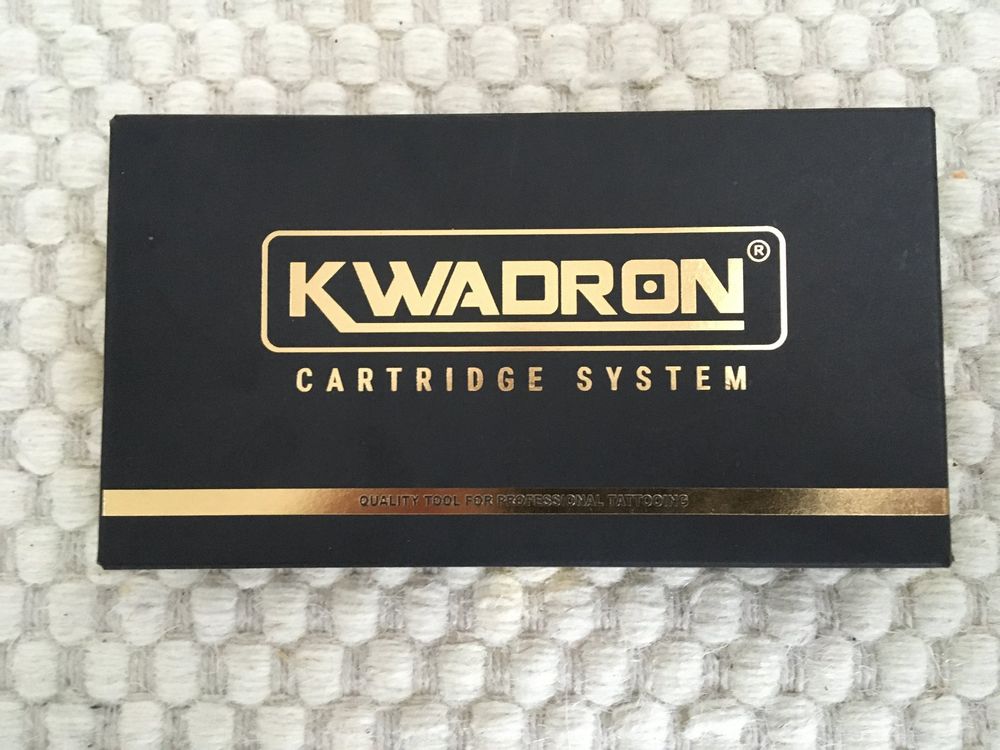 KWADRON®
CARTRIDGE SYSTEM
QUALITY TOOL FOR PROFESSIONAL TATTOOING